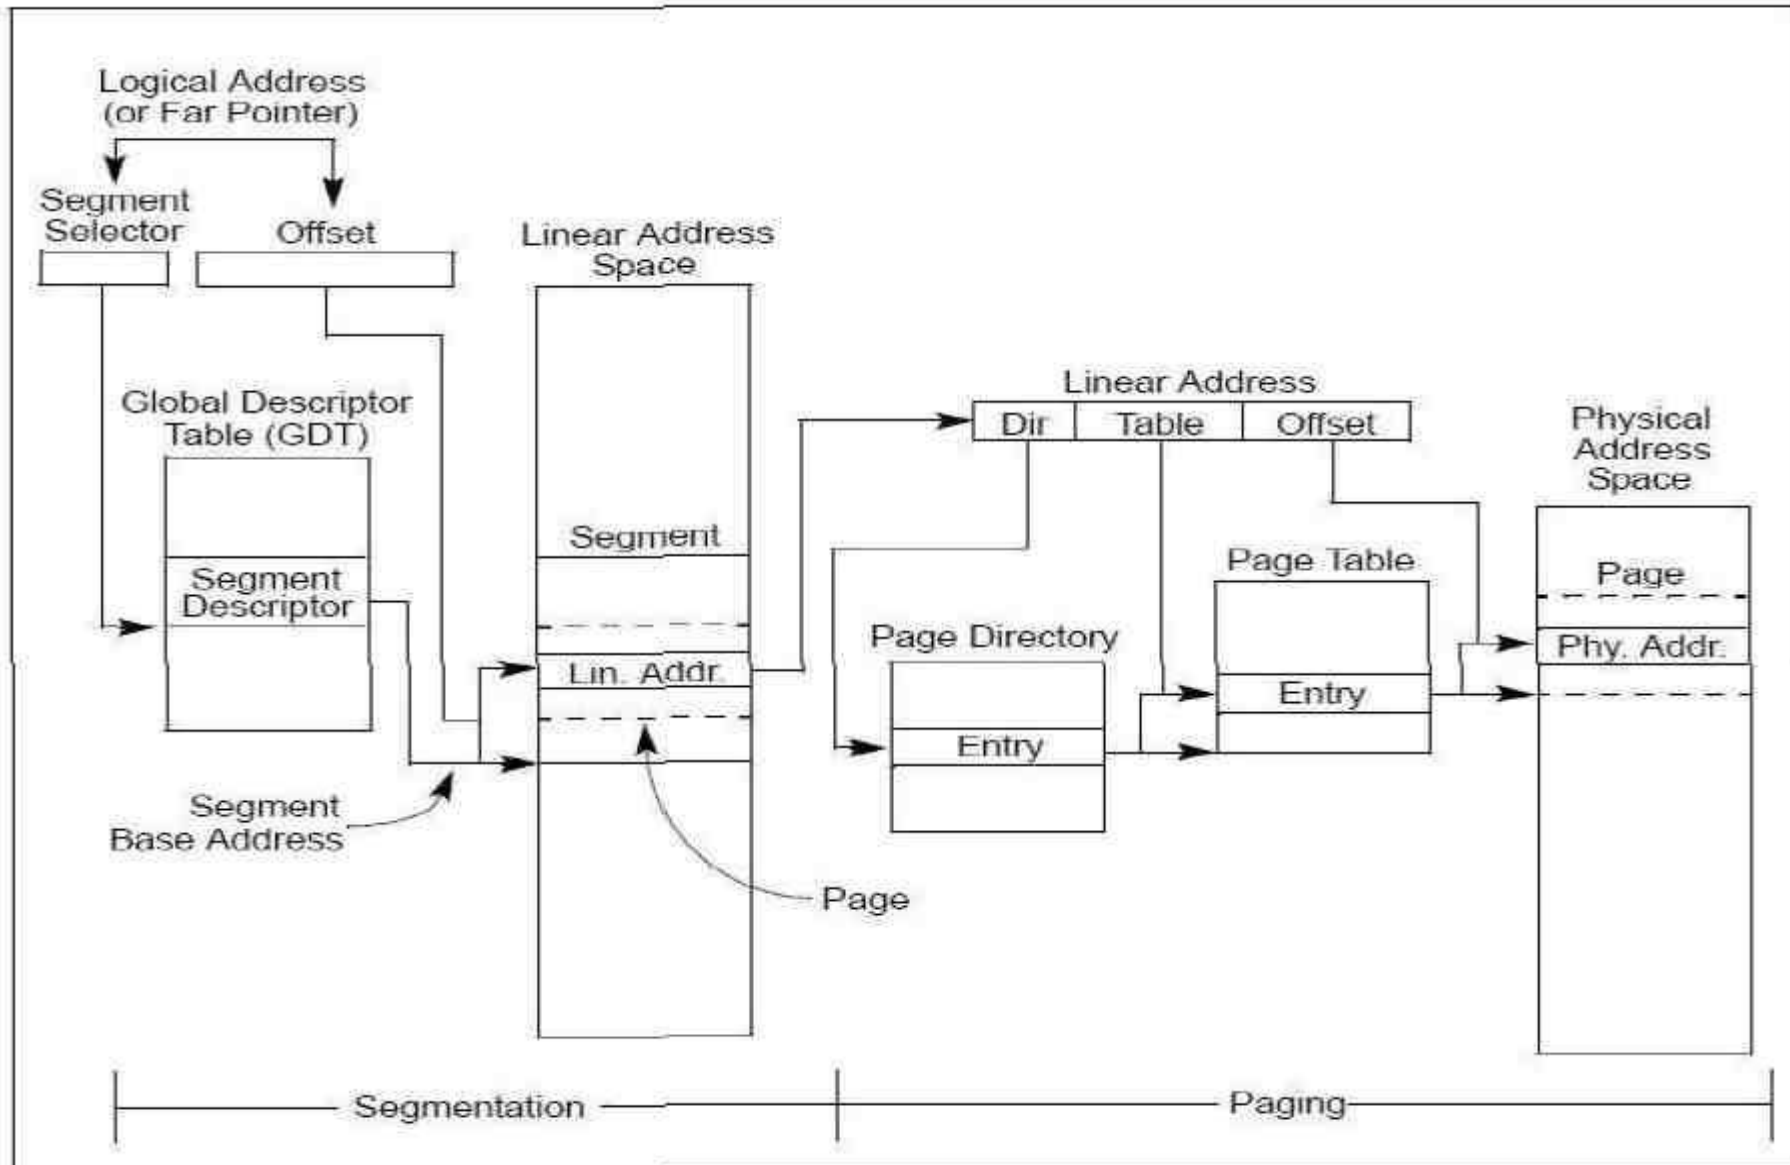 Logical Address
(or Far Pointer)
Segment
Selector
Offset
Linear Address
Space
Global Descriptor
Table (GDT)
Linear Address
Dir
Table
Offset
Physical
Address
Space
Segment
Segment
Descriptor
Page Table
Page
Page Directory
Lin. Addr.
Phy. Addr.
Entry
Entry
Segment
Base Address
Page
Segmentation
Paging